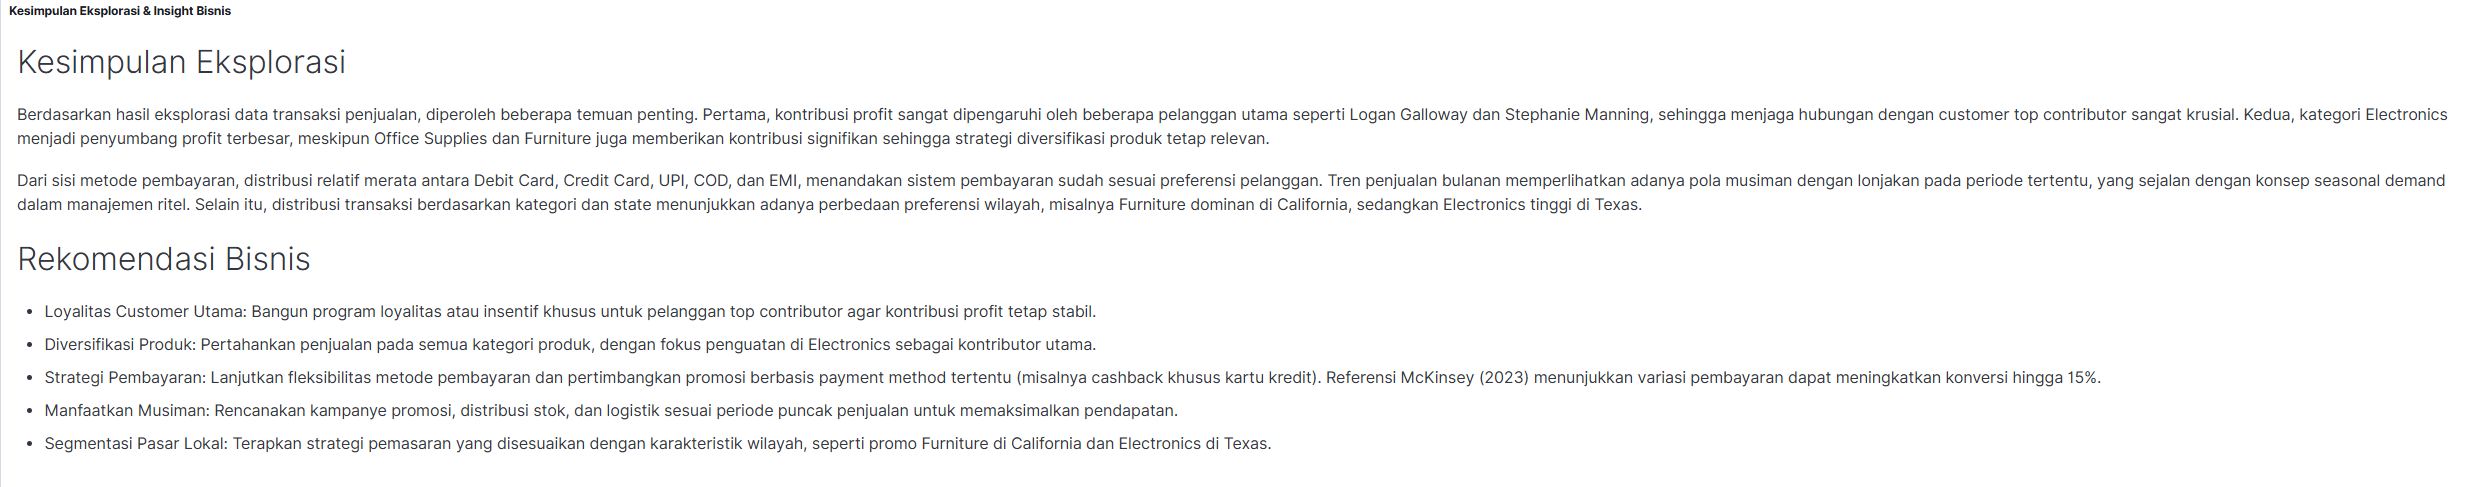 Kesimpulan Eksplorasi & Insight Bisnis
Kesimpulan Eksplorasi
Berdasarkan hasil eksplorasi data transaksi penjualan, diperoleh beberapa temuan penting. Pertama, kontribusi profit sangat dipengaruhi oleh beberapa pelanggan utama seperti Logan Galloway dan Stephanie Manning, sehingga menjaga hubungan dengan customer top contributor sangat krusial. Kedua, kategori Electronics
menjadi penyumbang profit terbesar, meskipun Office Supplies dan Furniture juga memberikan kontribusi signifikan sehingga strategi diversifikasi produk tetap relevan.
Dari sisi metode pembayaran, distribusi relatif merata antara Debit Card, Credit Card, UPI, COD, dan EMI, menandakan sistem pembayaran sudah sesuai preferensi pelanggan. Tren penjualan bulanan memperlihatkan adanya pola musiman dengan lonjakan pada periode tertentu, yang sejalan dengan konsep seasonal demand
dalam manajemen ritel. Selain itu, distribusi transaksi berdasarkan kategori dan state menunjukkan adanya perbedaan preferensi wilayah, misalnya Furniture dominan di California, sedangkan Electronics tinggi di Texas.
Rekomendasi Bisnis
• Loyalitas Customer Utama: Bangun program loyalitas atau insentif khusus untuk pelanggan top contributor agar kontribusi profit tetap stabil.
• Diversifikasi Produk: Pertahankan penjualan pada semua kategori produk, dengan fokus penguatan di Electronics sebagai kontributor utama.
• Strategi Pembayaran: Lanjutkan fleksibilitas metode pembayaran dan pertimbangkan promosi berbasis payment method tertentu (misalnya cashback khusus kartu kredit). Referensi McKinsey (2023) menunjukkan variasi pembayaran dapat meningkatkan konversi hingga 15%.
• Manfaatkan Musiman: Rencanakan kampanye promosi, distribusi stok, dan logistik sesuai periode puncak penjualan untuk memaksimalkan pendapatan.
• Segmentasi Pasar Lokal: Terapkan strategi pemasaran yang disesuaikan dengan karakteristik wilayah, seperti promo Furniture di California dan Electronics di Texas.